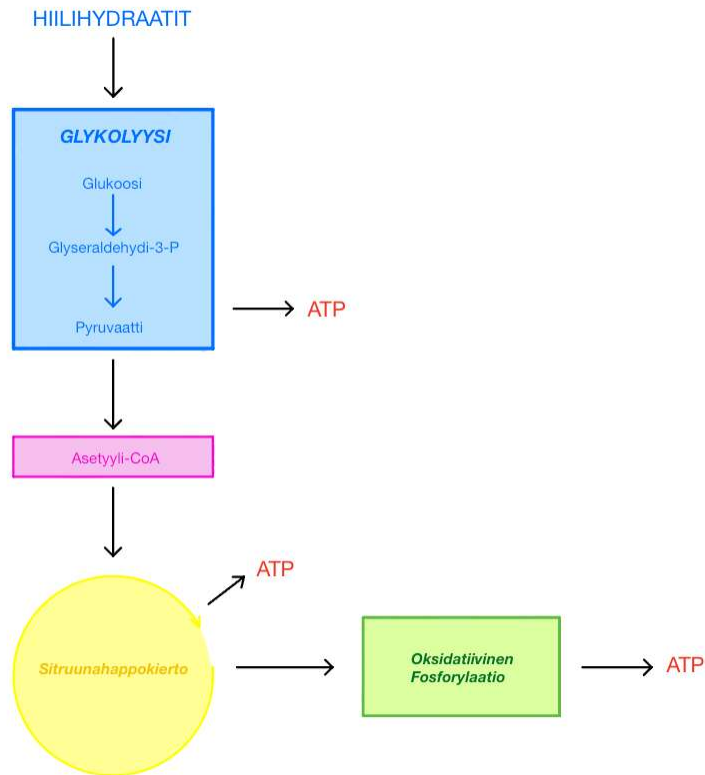 HIILIHYDRAATIT
GLYKOLYYSI
Glukoosi
Glyseraldehydi-3-P
Pyruvaatti
ATP
Asetyyli-CoA
ATP
Sitruunahappokierto
Oksidatiivinen
Fosforylaatio
ATP